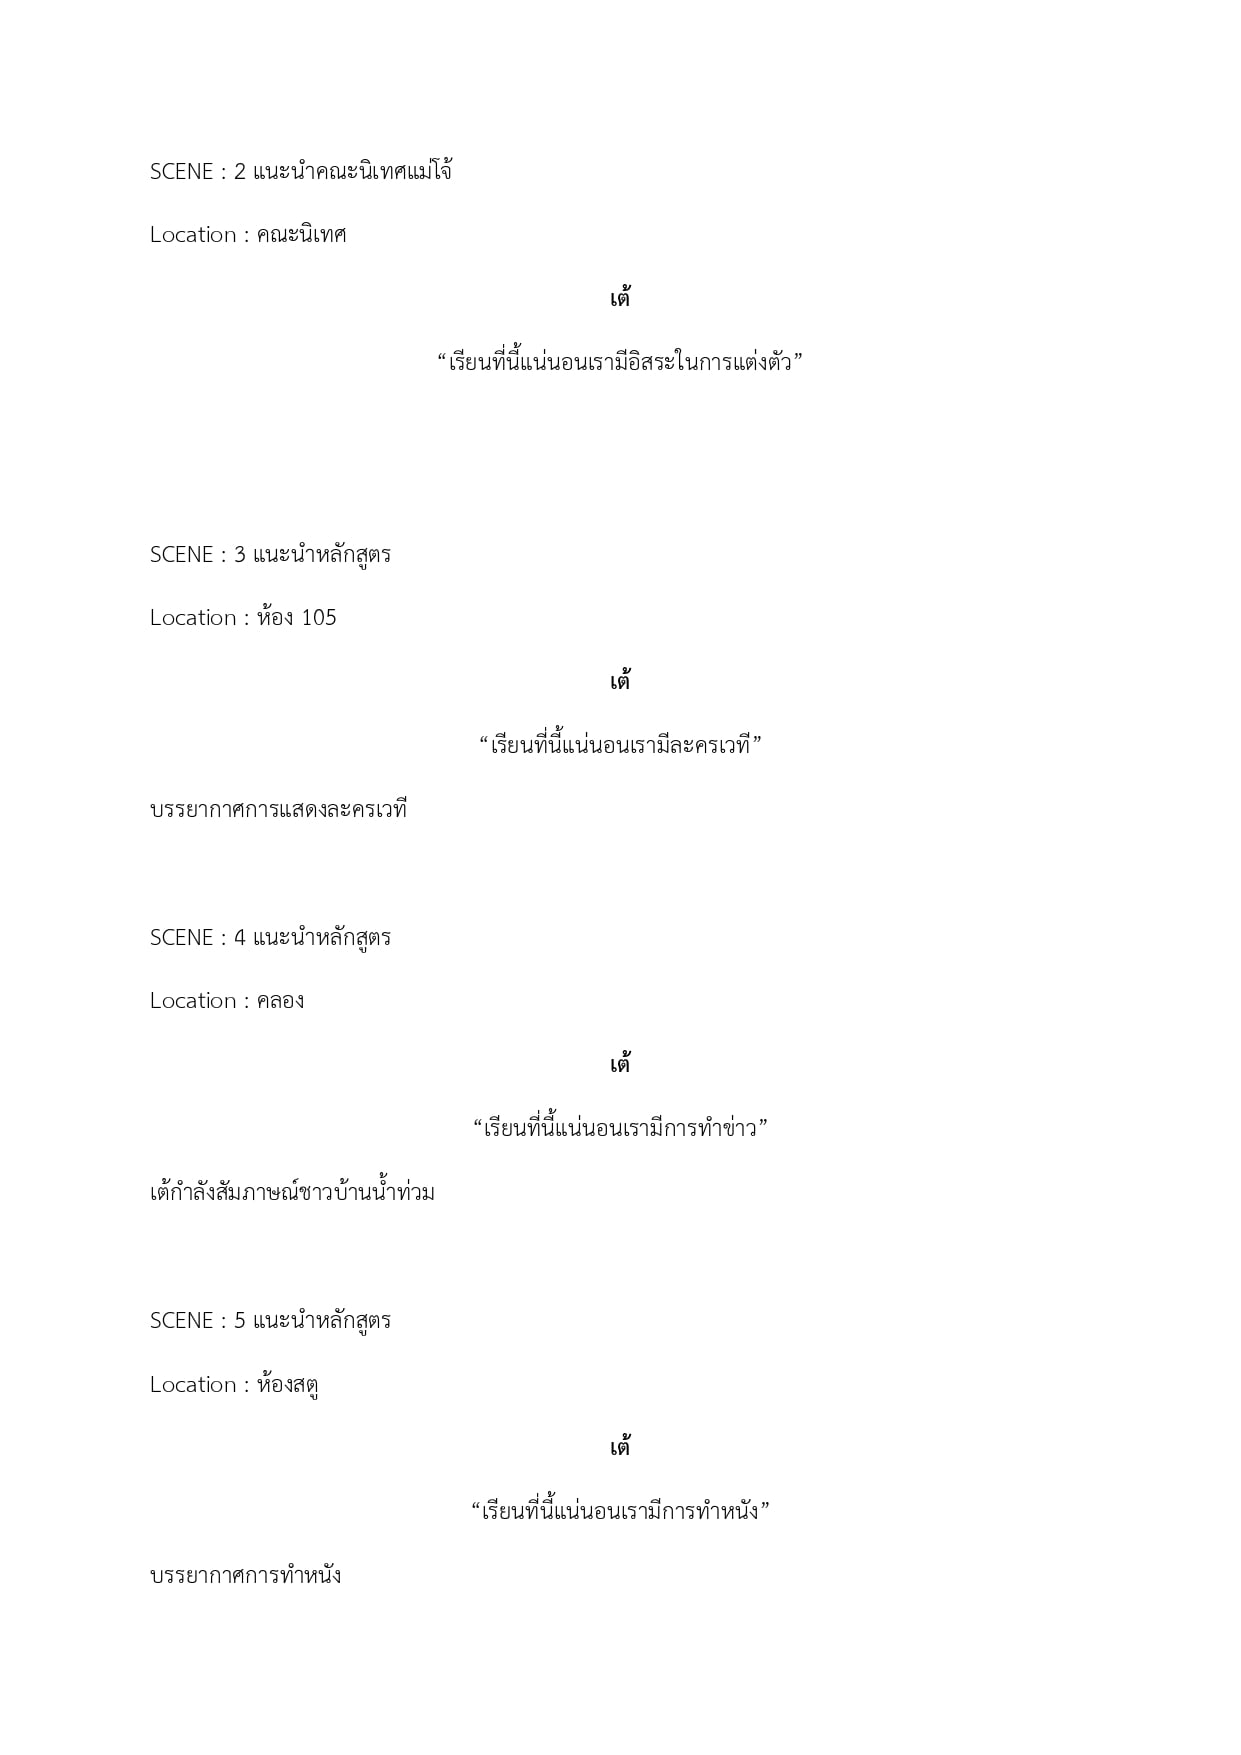 SCENE : 2 แนะนำคณะนิเทศแม่โจ้
Location : คณะนิเทศ
เต้
“เรียนที่นี้แน่นอนเรามีอิสระในการแต่งตัว”
SCENE : 3 แนะนำหลักสูตร
Location : ห้อง 105
เต้
“เรียนที่นี้แน่นอนเรามีละครเวที”
บรรยากาศการแสดงละครเวที
SCENE : 4 แนะนำหลักสูตร
Location : คลอง
เต้
“เรียนที่นี้แน่นอนเรามีการทำข่าว”
เต้กำลังสัมภาษณ์ชาวบ้านน้ำท่วม
SCENE : 5 แนะนำหลักสูตร
Location : ห้องสตู
เต้
“เรียนที่นี้แน่นอนเรามีการทำหนัง”
บรรยากาศการทำหนัง